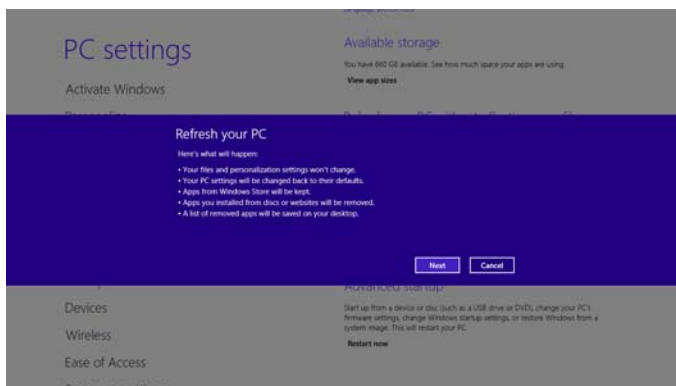 PC settings
Activate Windows
Available storage
You have 660 GB available. See how much space your apps are using.
View app sizes
Refresh your PC
Here's what will happen:
• Your files and personalization settings won't change.
• Your PC settings will be changed back to their defaults.
• Apps from Windows Store will be kept.
• Apps you installed from discs or websites will be removed.
• A list of removed apps will be saved on your desktop.
Next
Cancel
Devices
Wireless
Ease of Access
Advanced startup
Start up from a device or disc (such as a USB drive or DVD), change your PC's
firmware settings, change Windows startup settings, or restore Windows from a
system image. This will restart your PC.
Restart now